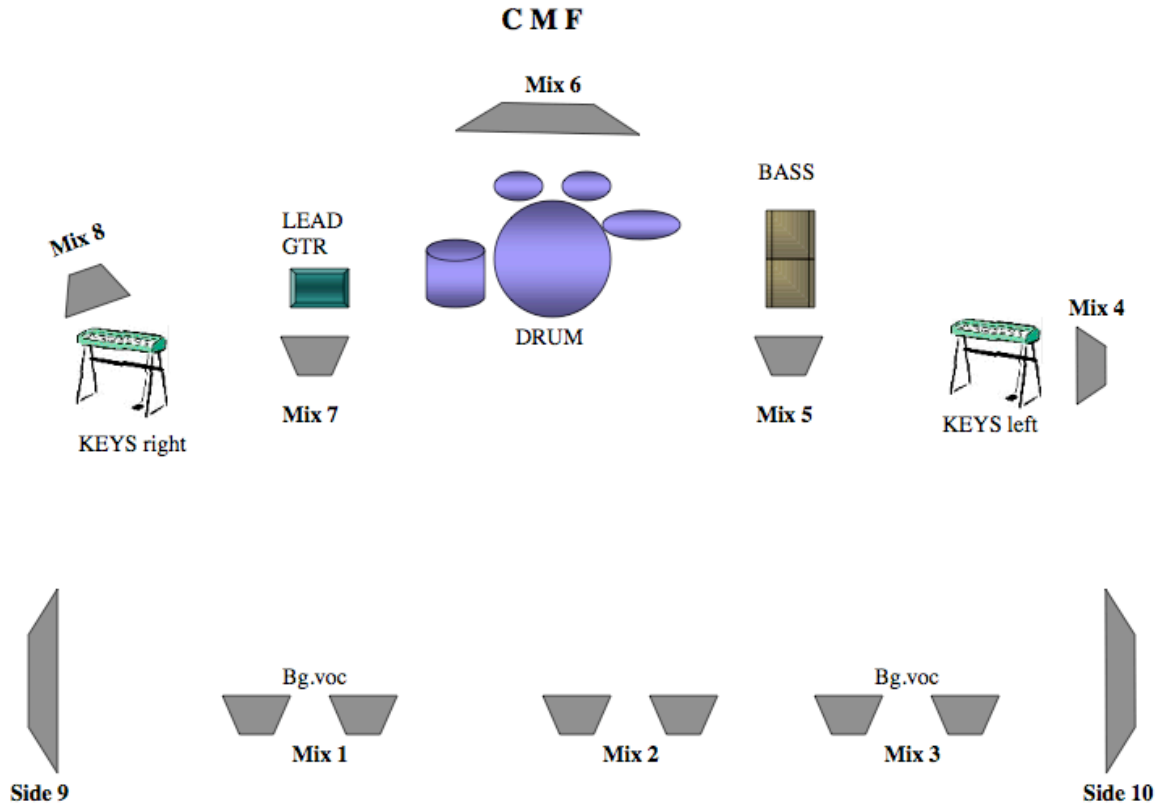 C M F
Mix 6
BASS
LEAD
GTR
Mix 8
Mix 4
DRUM
Mix 7
Mix 5
KEYS left
KEYS right
Bg.voc
Bg.voc
Mix 1
Mix 2
Mix 3
Side 9
Side 10